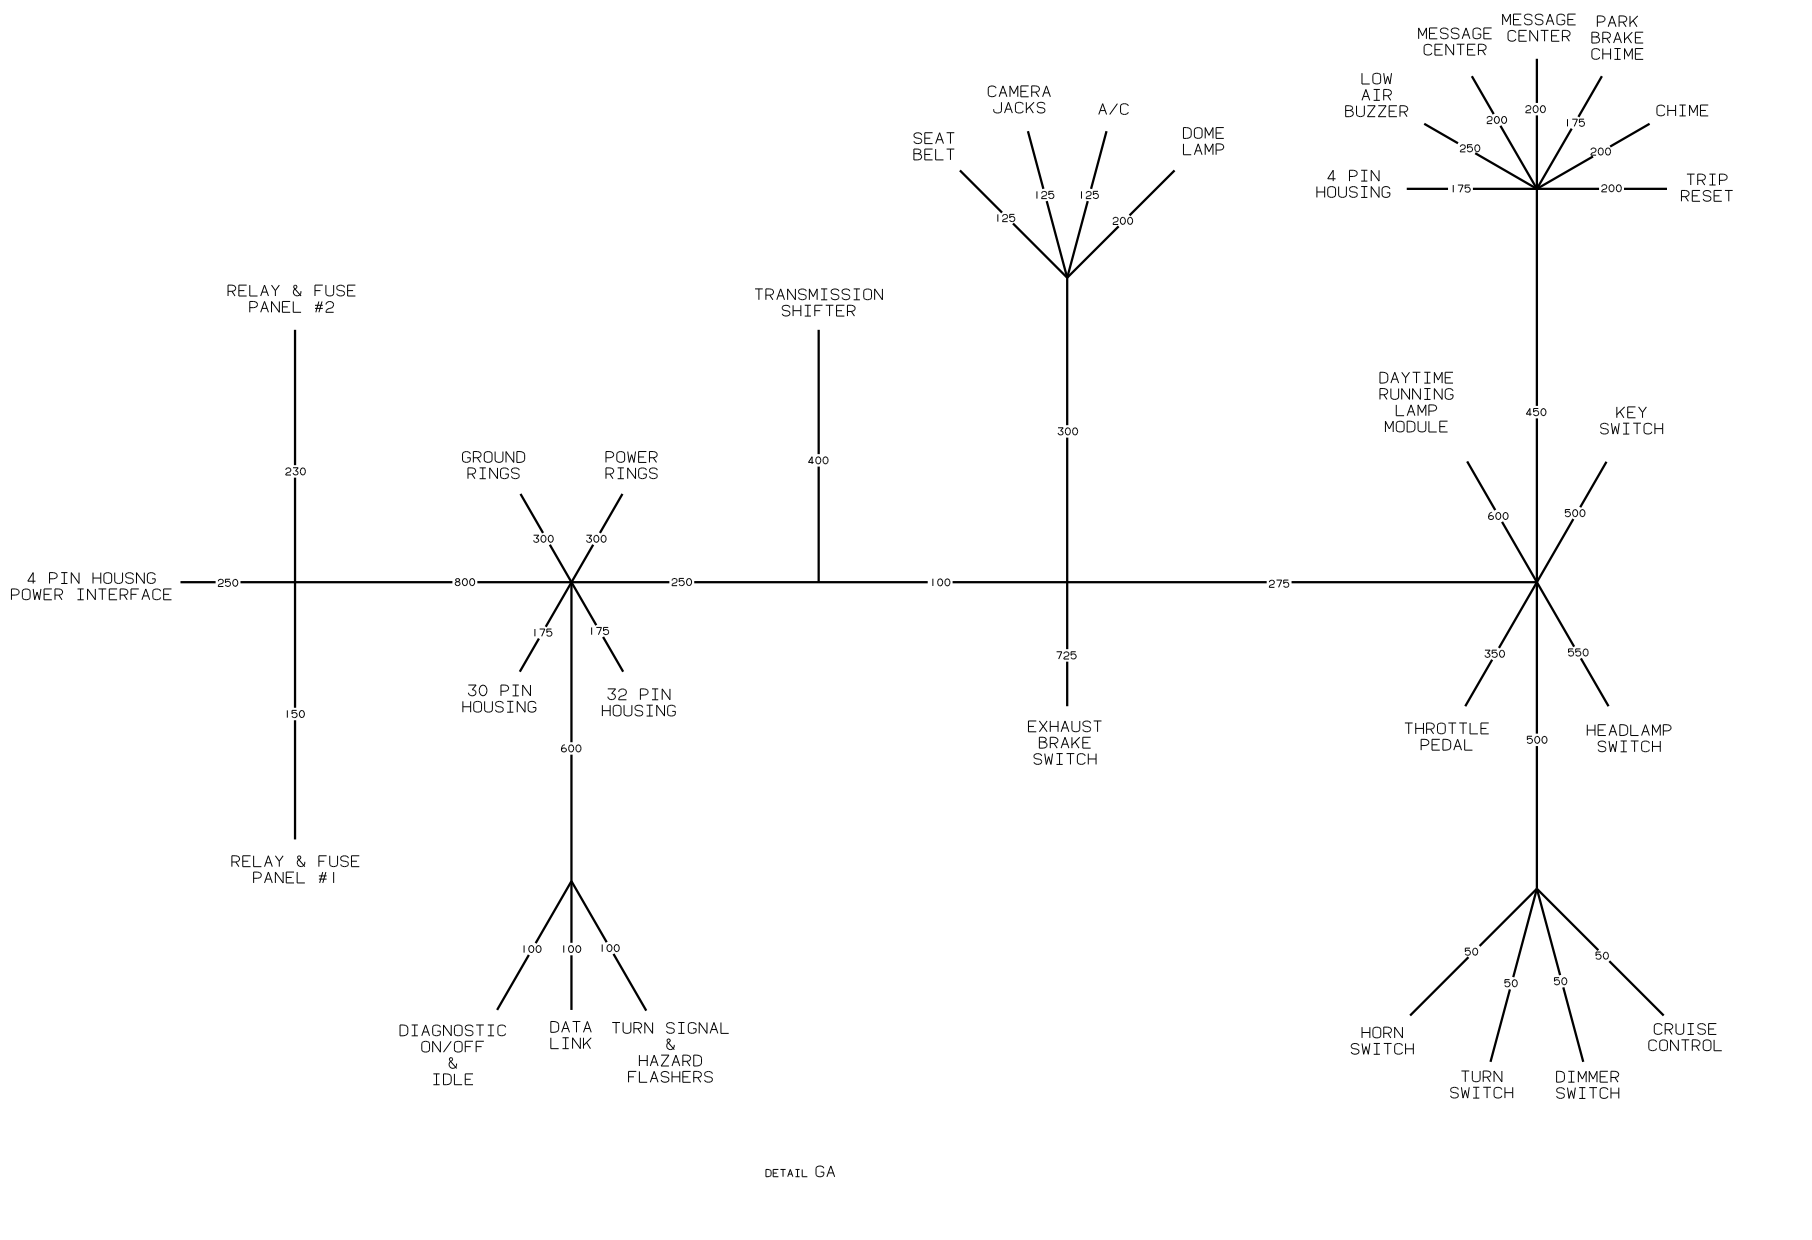 MESSAGE
CENTER
MESSAGE
CENTER
PARK
BRAKE
CHIME
LOW
AIR
BUZZER
CHIME
4 PIN
HOUSING
TRIP
RESET
200
200
175
250
200
175
200
CAMERA
JACKS
A/C
SEAT
BELT
DOME
LAMP
125
125
125
200
RELAY & FUSE
PANEL #2
TRANSMISSION
SHIFTER
DAYTIME
RUNNING
LAMP
MODULE
KEY
SWITCH
450
300
400
230
GROUND
RINGS
POWER
RINGS
300
300
600
500
4 PIN HOUSNG
POWER INTERFACE
250
800
250
100
275
175
175
725
350
550
30 PIN
HOUSING
32 PIN
HOUSING
150
600
500
EXHAUST
BRAKE
SWITCH
THROTTLE
PEDAL
HEADLAMP
SWITCH
RELAY & FUSE
PANEL #1
100
100
100
50
50
50
50
DIAGNOSTIC
ON/OFF
&
IDLE
DATA
LINK
TURN SIGNAL
&
HAZARD
FLASHERS
HORN
SWITCH
TURN
SWITCH
DIMMER
SWITCH
CRUISE
CONTROL
DETAIL GA